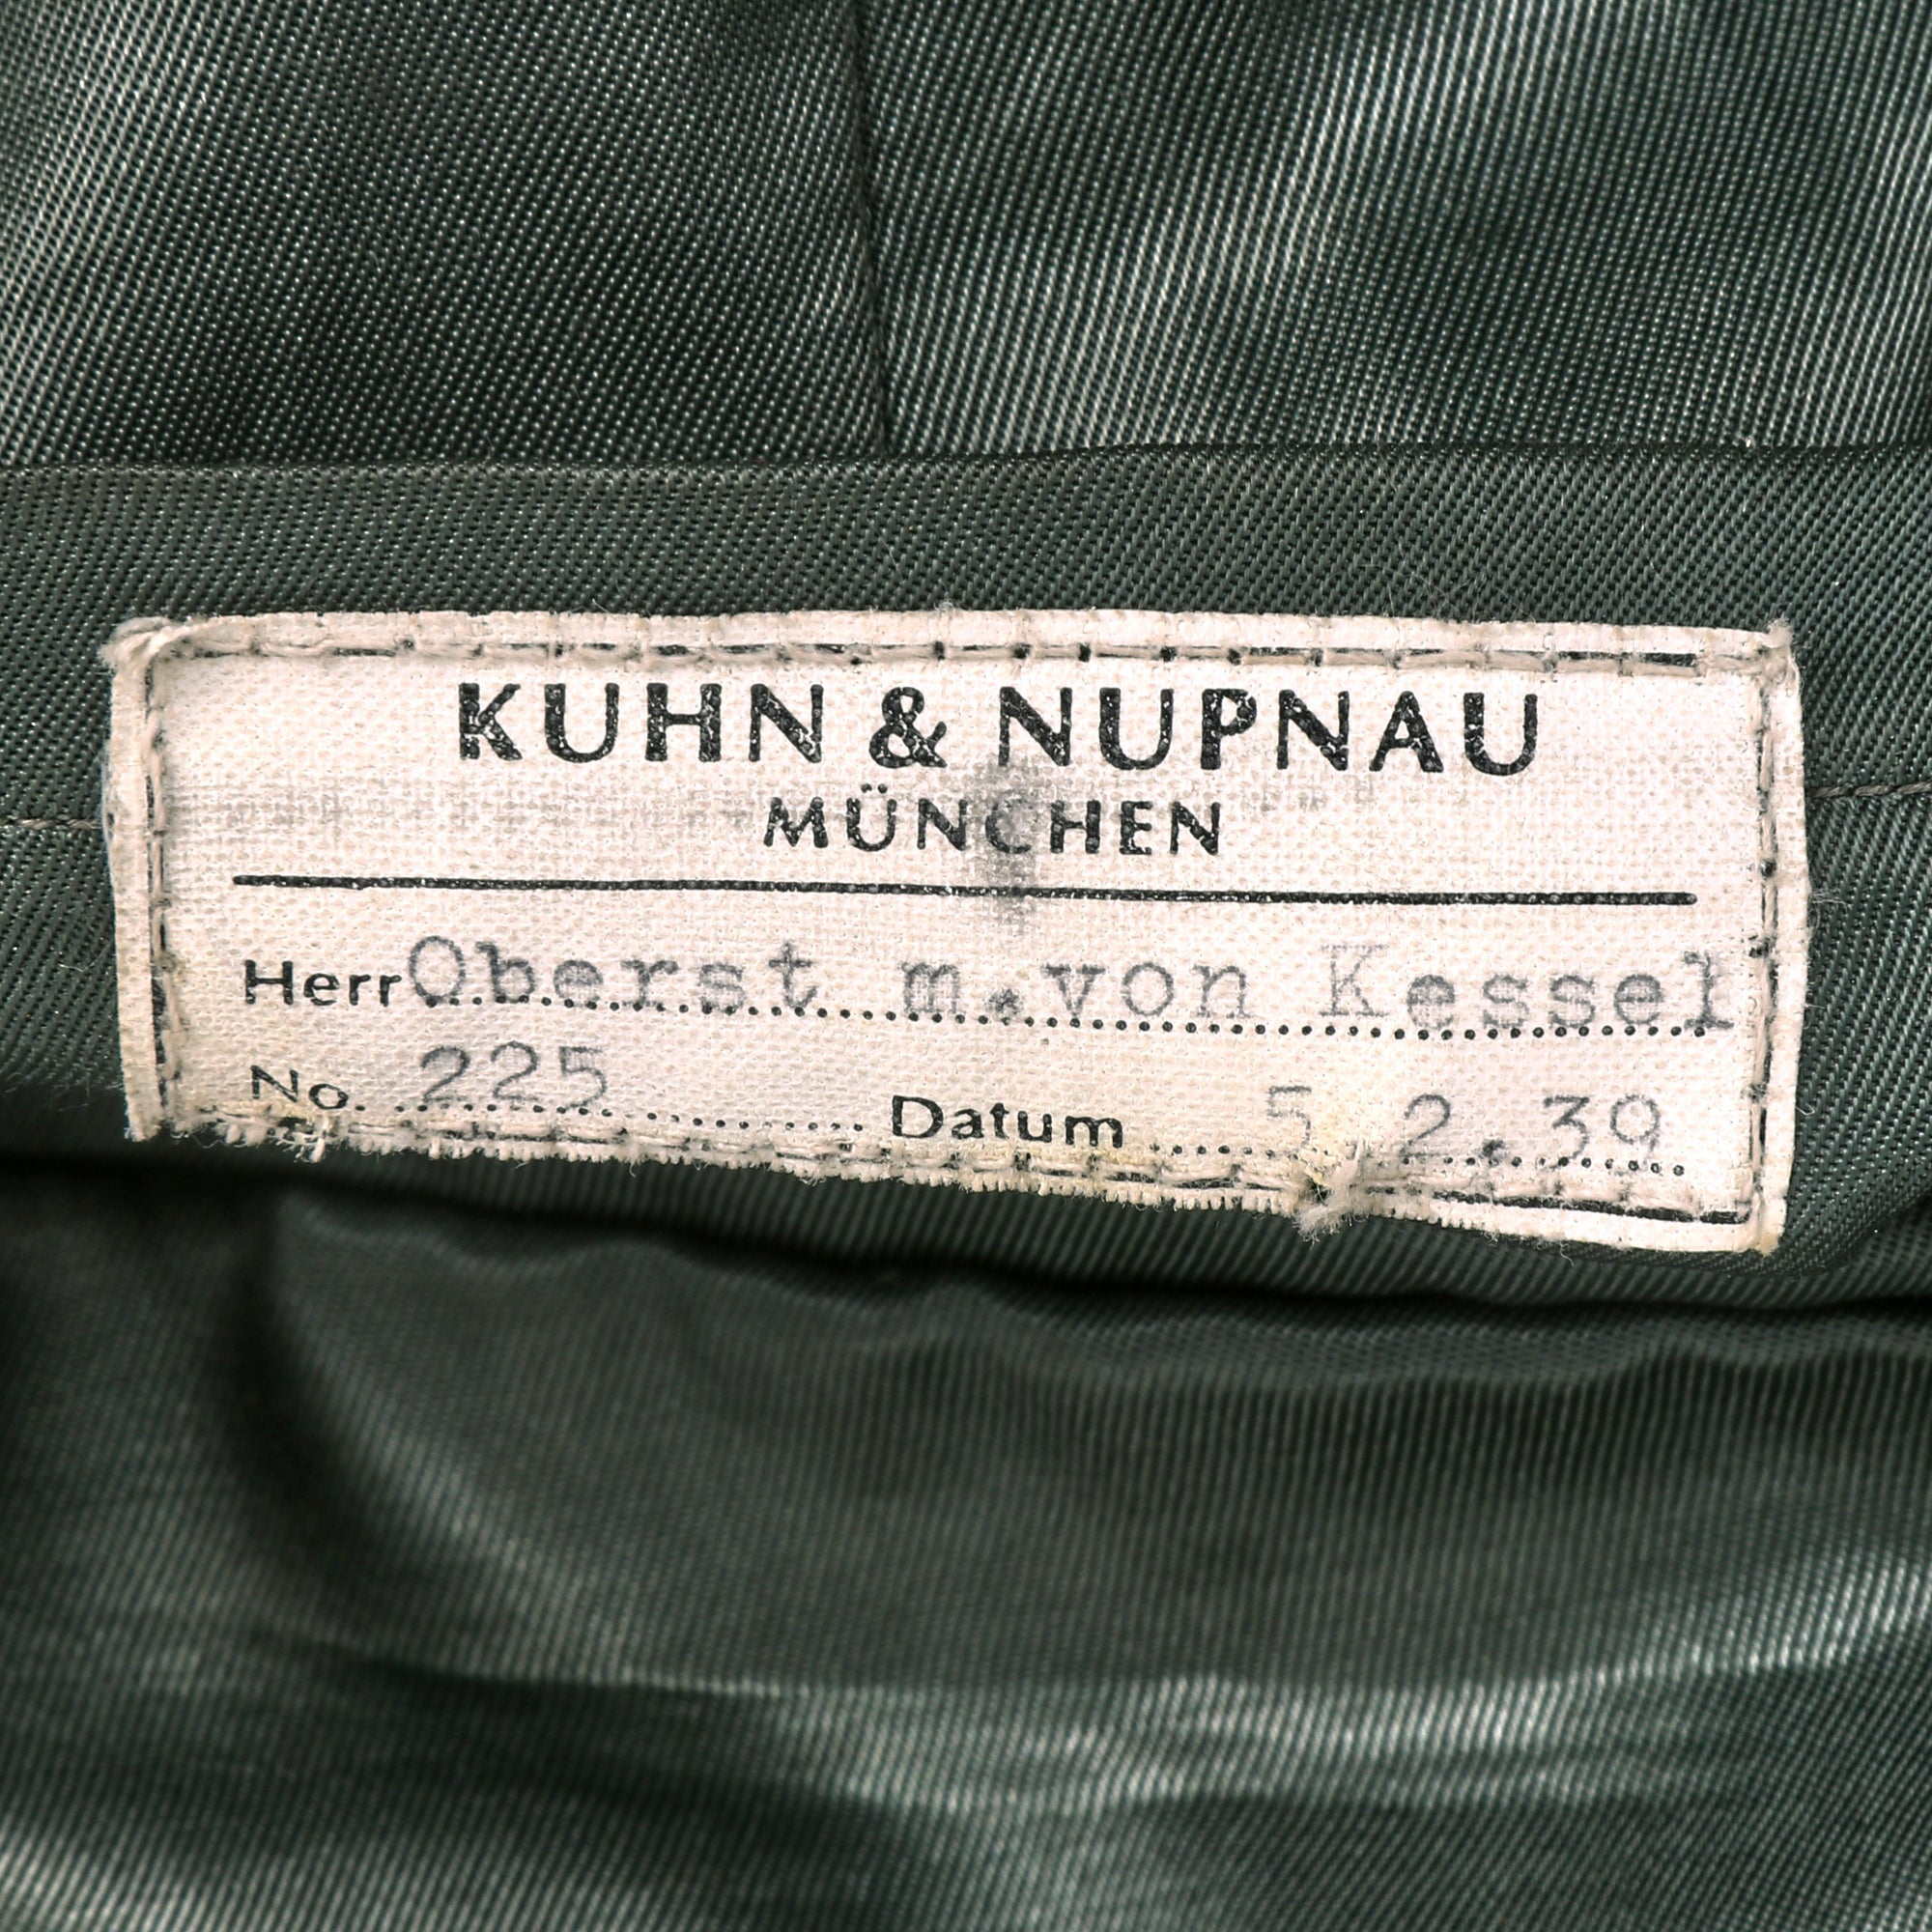 KUHN & NUPNAU
MÜNCHEN
Herr Oberst m.von Kessel
No. 225 Datum 5.2.39